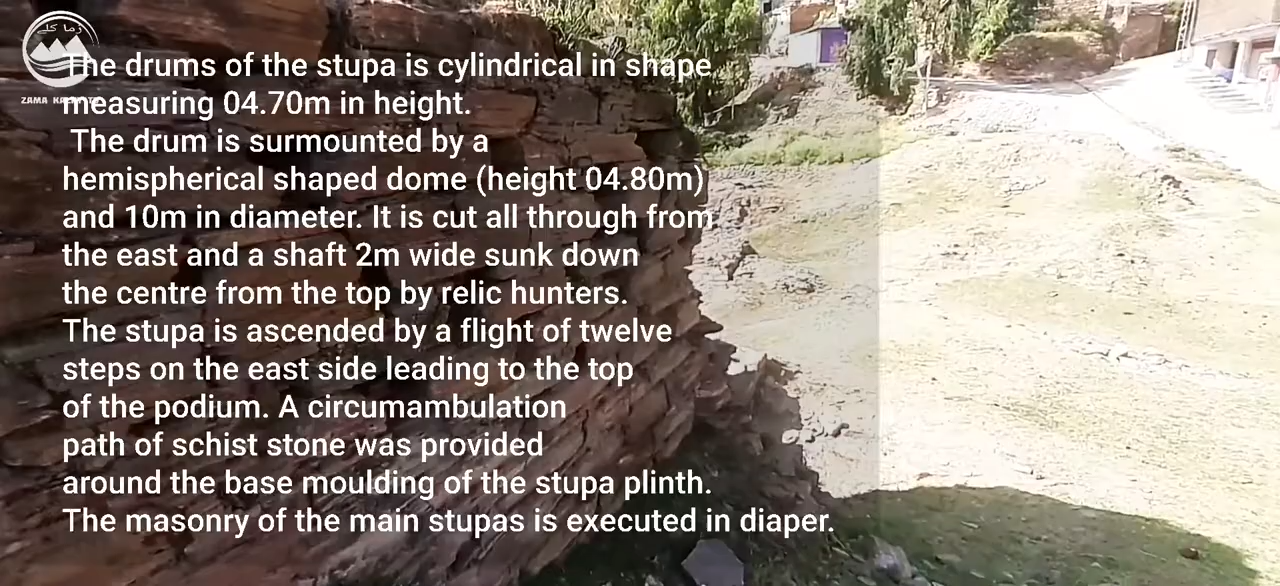 زما کلے
ZAMA
The drums of the stupa is cylindrical in shape
measuring 04.70m in height.
The drum is surmounted by a
hemispherical shaped dome (height 04.80m)
and 10m in diameter. It is cut all through from
the east and a shaft 2m wide sunk down
the centre from the top by relic hunters.
The stupa is ascended by a flight of twelve
steps on the east side leading to the top
of the podium. A circumambulation
path of schist stone was provided
around the base moulding of the stupa plinth.
The masonry of the main stupas is executed in diaper.